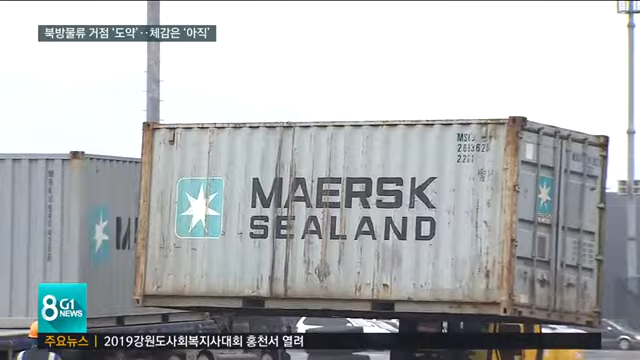 북방물류 거점 '도약'‥체감은 '아직'
MAERSK
SEALAND
2221
8 G1
NEWS
주요뉴스
2019강원도사회복지사대회 홍천서 열려